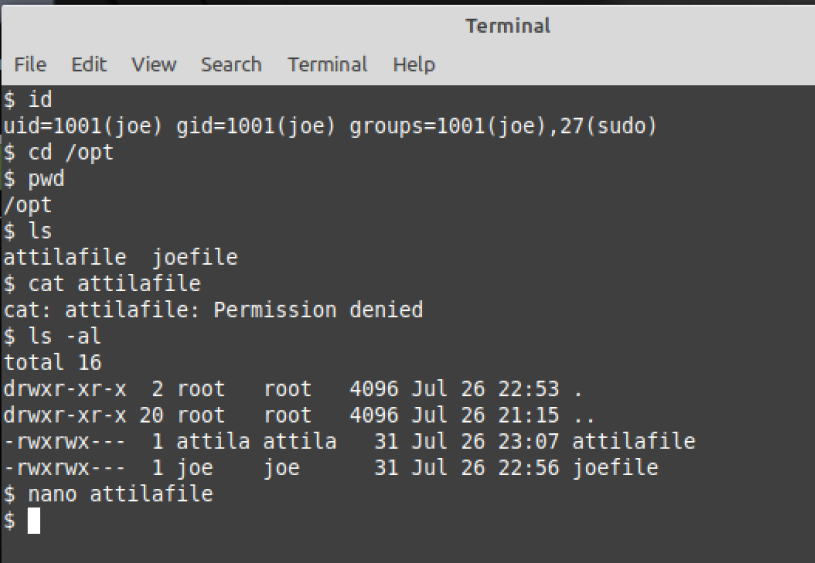 Terminal
File Edit View Search Terminal Help
$ id
uid=1001(joe) gid=1001(joe) groups=1001(joe),27(sudo)
$ cd /opt
$ pwd
/opt
$ ls
attilafile  joefile
$ cat attilafile
cat: attilafile: Permission denied
$ ls -al
total 16
drwxr-xr-x  2 root   root   4096 Jul 26 22:53 .
drwxr-xr-x 20 root   root   4096 Jul 26 21:15 ..
-rwxrwx---  1 attila attila   31 Jul 26 23:07 attilafile
-rwxrwx---  1 joe    joe      31 Jul 26 22:56 joefile
$ nano attilafile
$